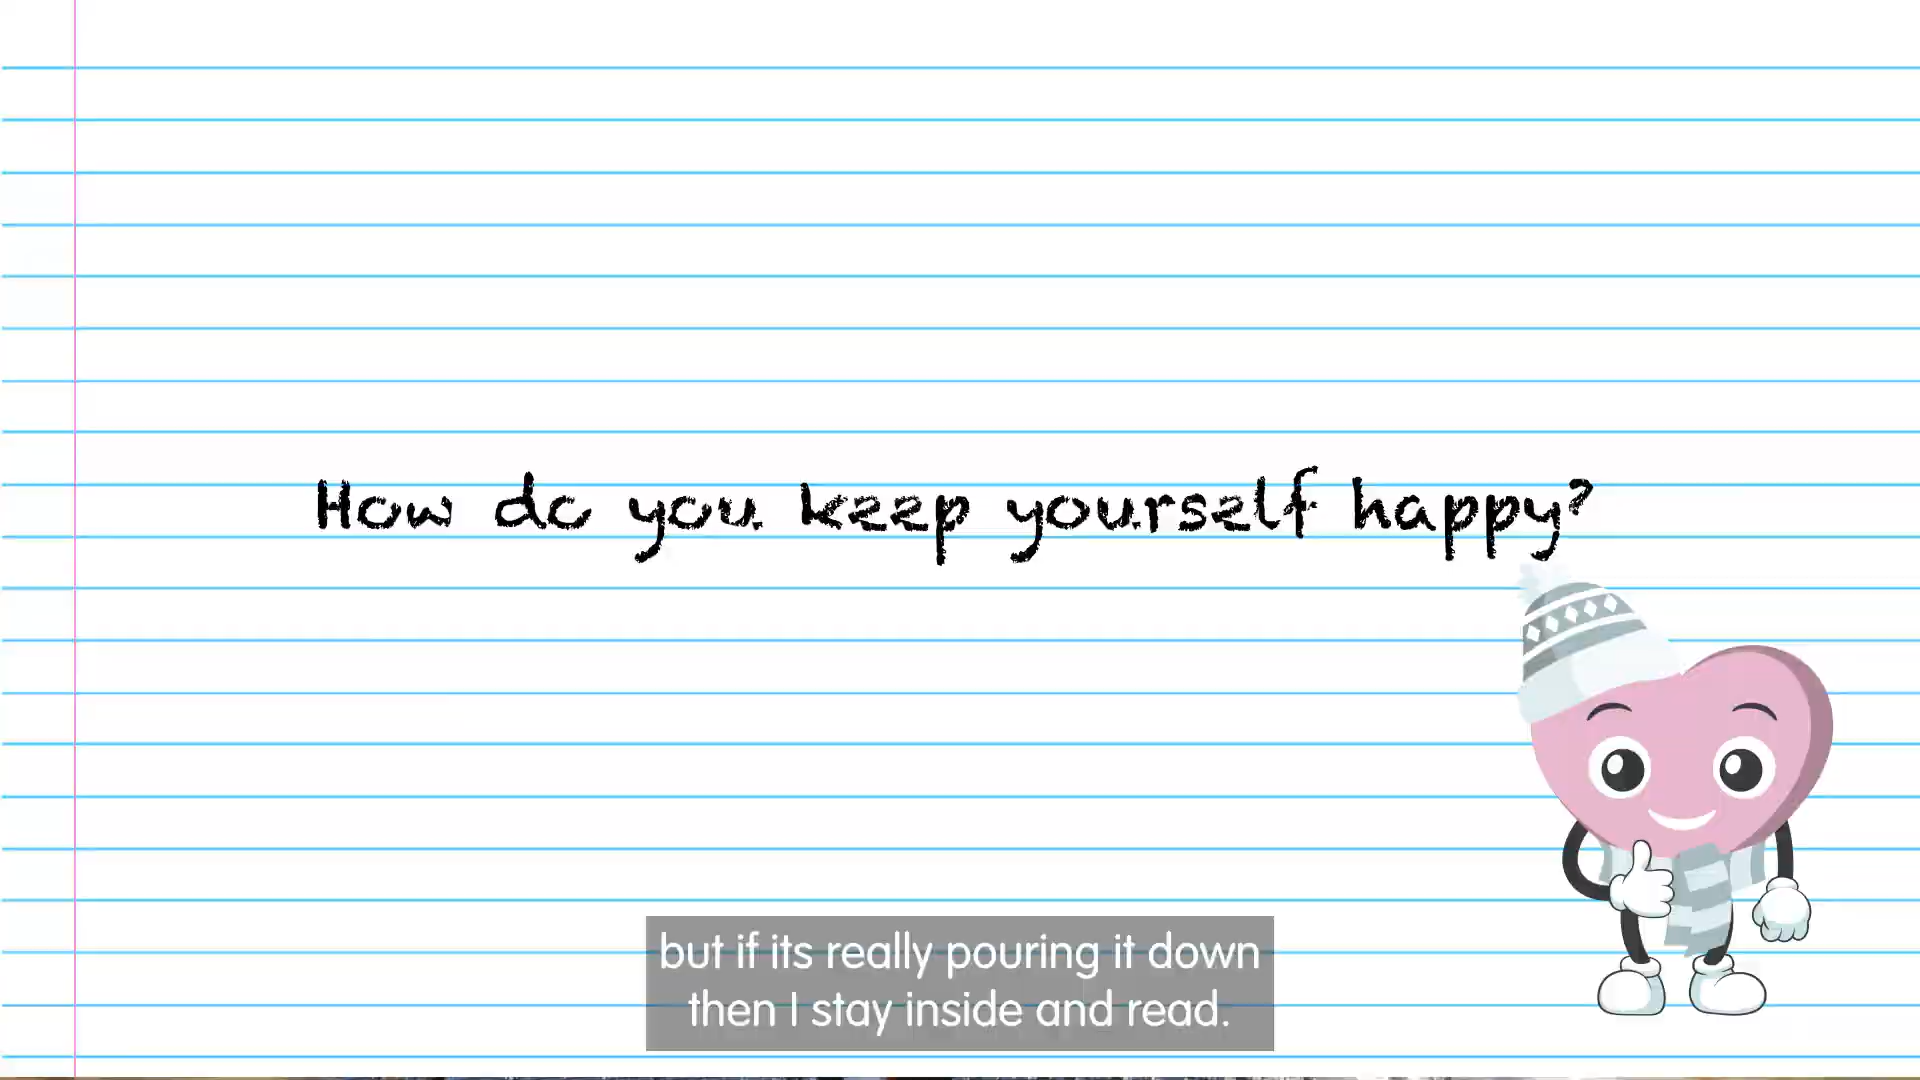 How do you keep yourself happy?
but if its really pouring it down
then I stay inside and read.